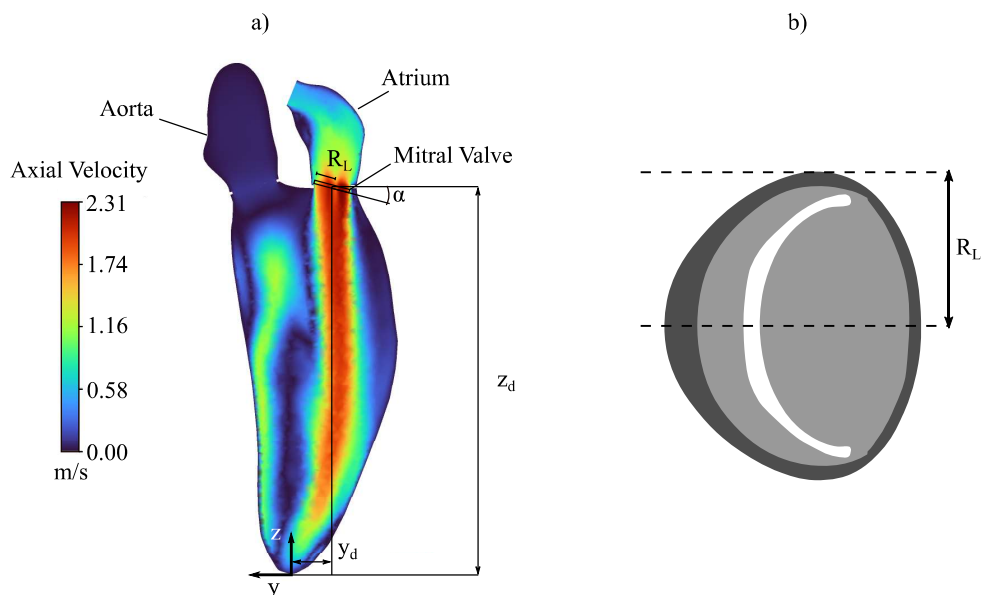 a)
b)
Atrium
Aorta
Mitral Valve
R_L
Axial Velocity
α
2.31
1.74
1.16
0.58
0.00
m/s
R_L
z_d
z
y_d
y